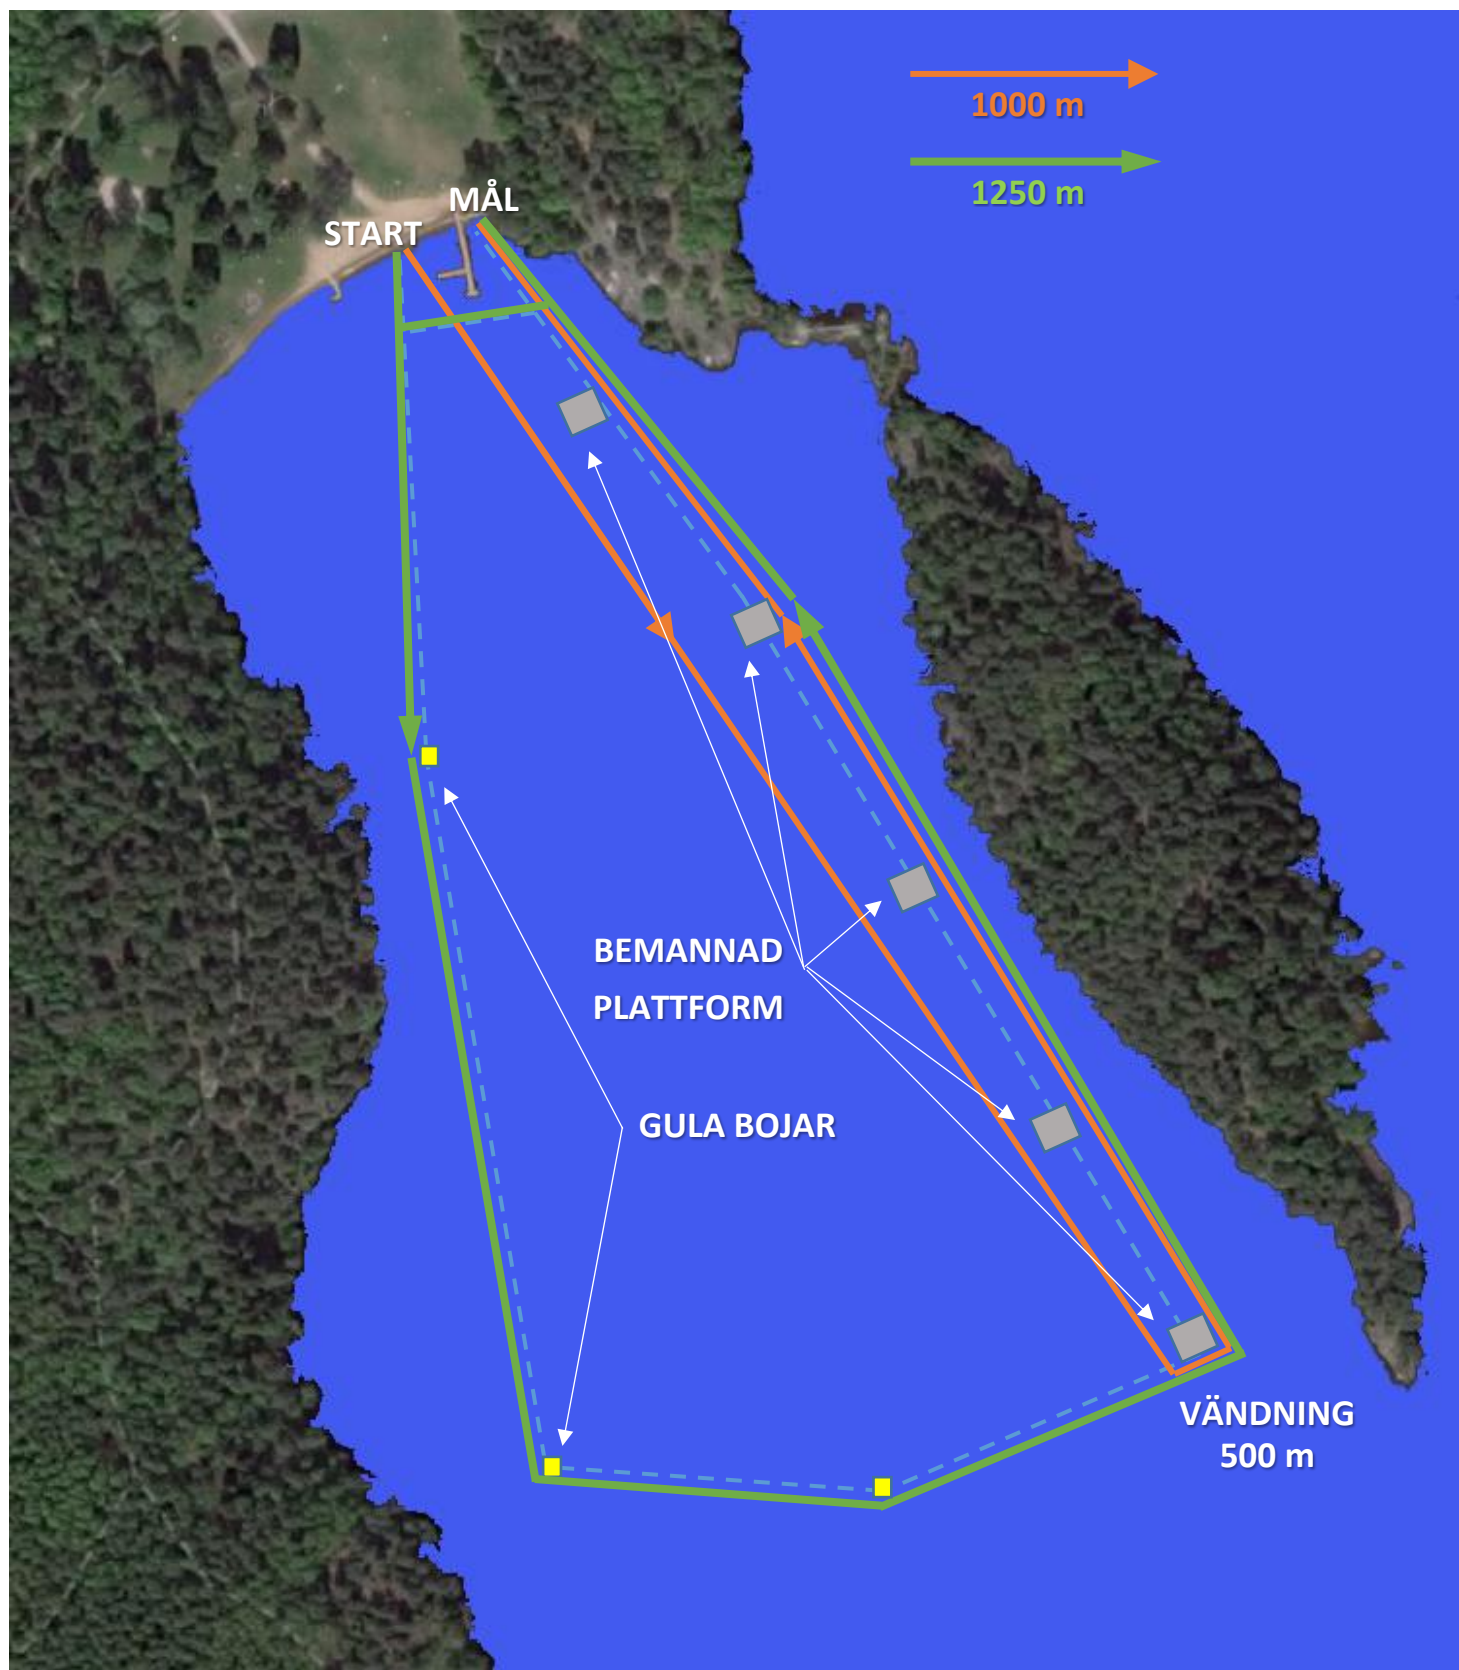 1000 m
1250 m
MÅL
START
BEMANNAD
PLATTFORM
GULA BOJAR
VÄNDNING
500 m